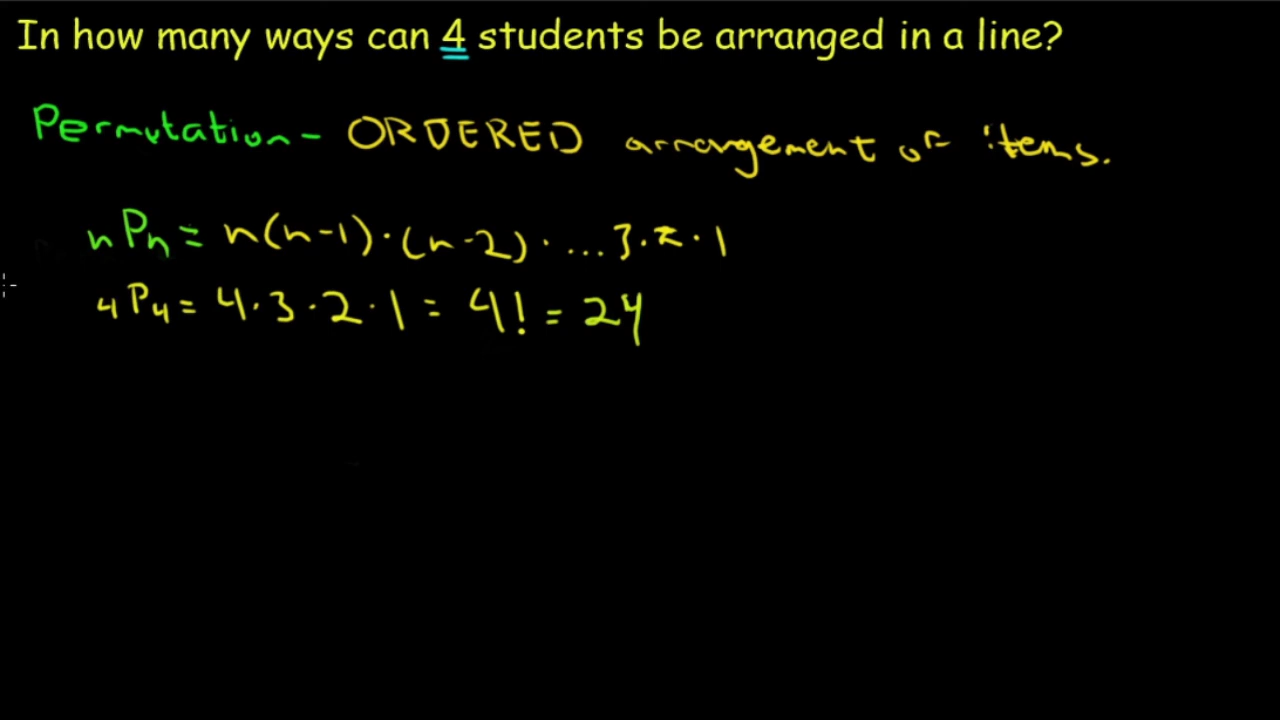 In how many ways can 4 students be arranged in a line?
Permutation - ORDERED arrangement of items.
nPn = n(n-1)·(n-2)·...3·2·1
4P4 = 4·3·2·1 = 4! = 24